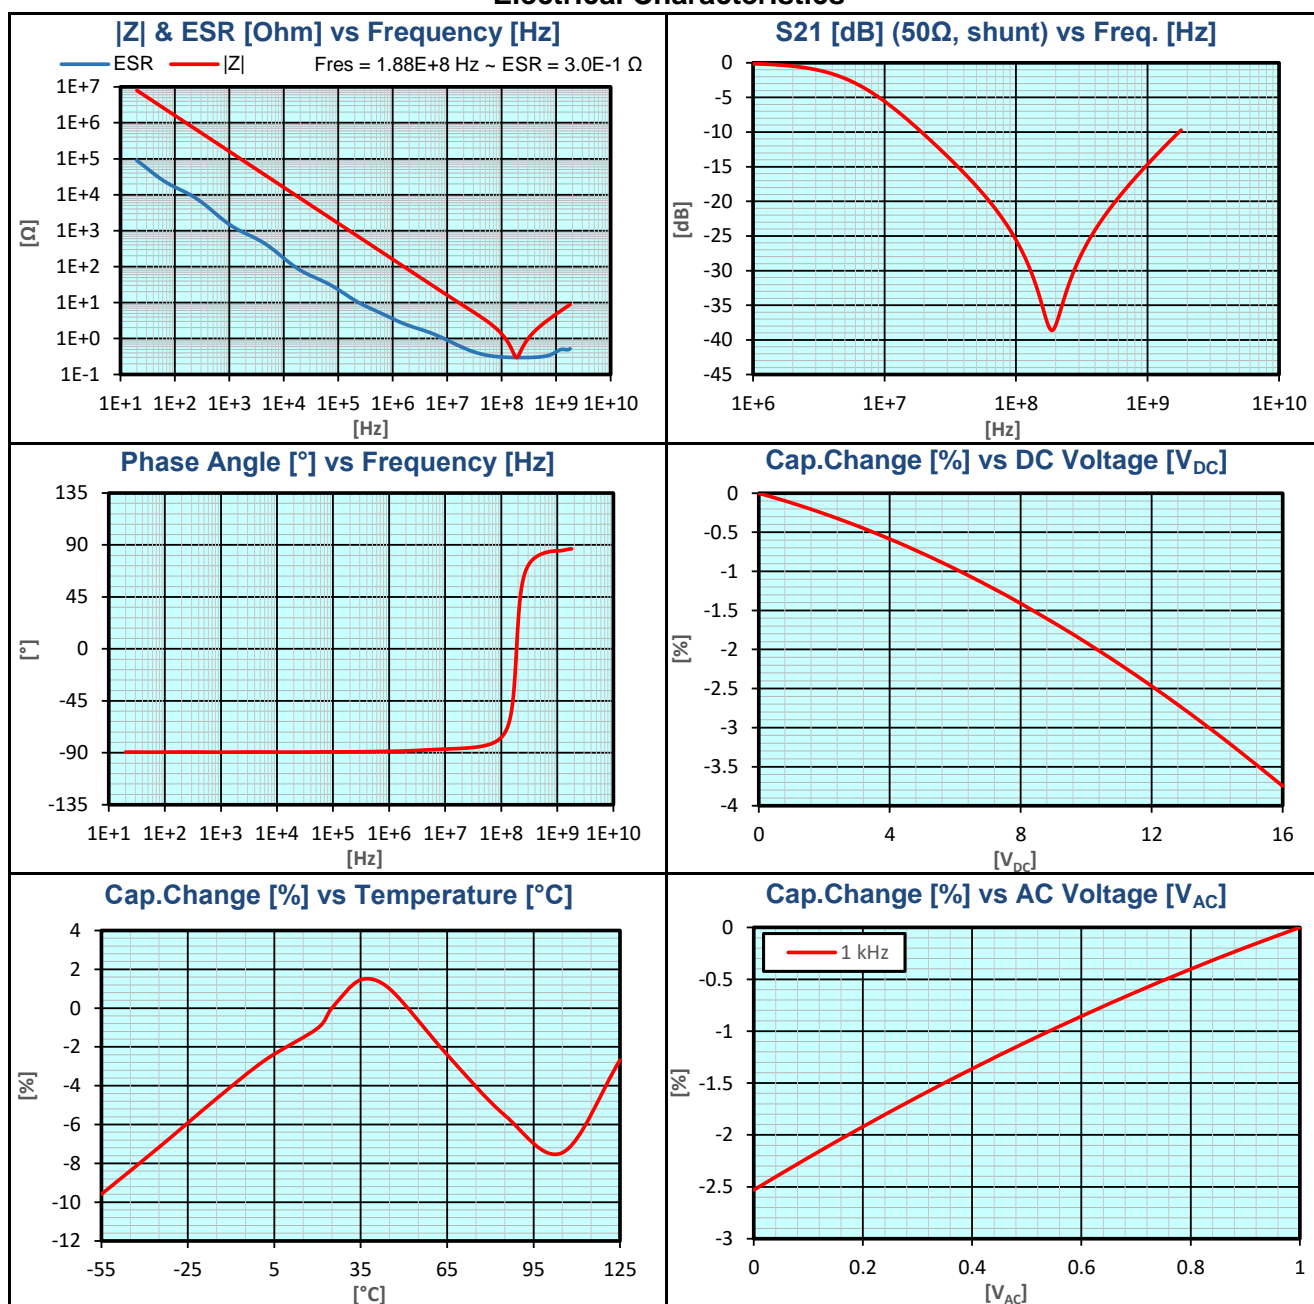 Electrical Characteristics
|Z| & ESR [Ohm] vs Frequency [Hz]
ESR |Z| Fres = 1.88E+8 Hz ~ ESR = 3.0E-1 Ω
1E+7
1E+6
1E+5
1E+4
1E+3
1E+2
1E+1
1E+0
1E-1
[Ω]
1E+1 1E+2 1E+3 1E+4 1E+5 1E+6 1E+7 1E+8 1E+9 1E+10
[Hz]
S21 [dB] (50Ω, shunt) vs Freq. [Hz]
0
-5
-10
-15
-20
-25
-30
-35
-40
-45
[dB]
1E+6 1E+7 1E+8 1E+9 1E+10
[Hz]
Phase Angle [°] vs Frequency [Hz]
135
90
45
0
-45
-90
-135
[°]
1E+1 1E+2 1E+3 1E+4 1E+5 1E+6 1E+7 1E+8 1E+9 1E+10
[Hz]
Cap.Change [%] vs DC Voltage [VDC]
0
-0.5
-1
-1.5
-2
-2.5
-3
-3.5
-4
[%]
0 4 8 12 16
[VDC]
Cap.Change [%] vs Temperature [°C]
4
2
0
-2
-4
-6
-8
-10
-12
[%]
-55 -25 5 35 65 95 125
[°C]
Cap.Change [%] vs AC Voltage [VAC]
1 kHz
0
-0.5
-1
-1.5
-2
-2.5
-3
[%]
0 0.2 0.4 0.6 0.8 1
[VAC]